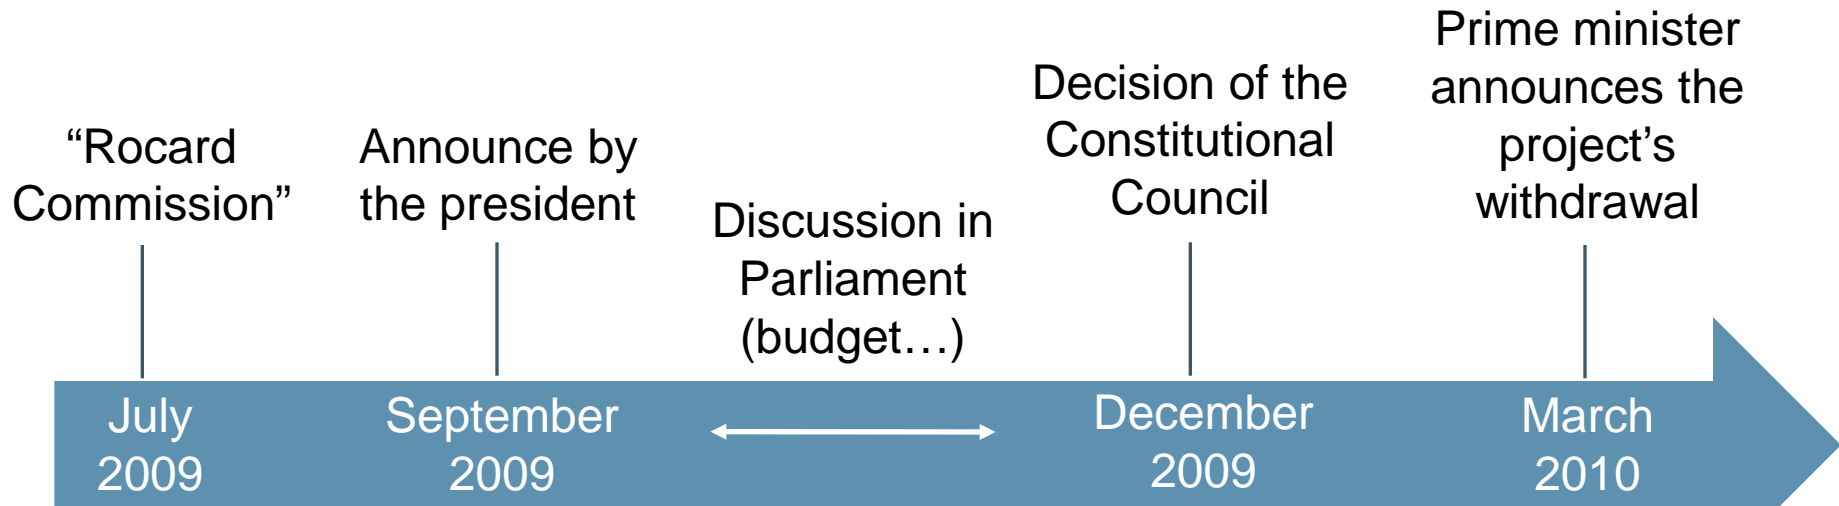 “Rocard
Commission”
Announce by
the president
Discussion in
Parliament
(budget…)
Decision of the
Constitutional
Council
Prime minister
announces the
project’s
withdrawal
July
2009
September
2009
December
2009
March
2010